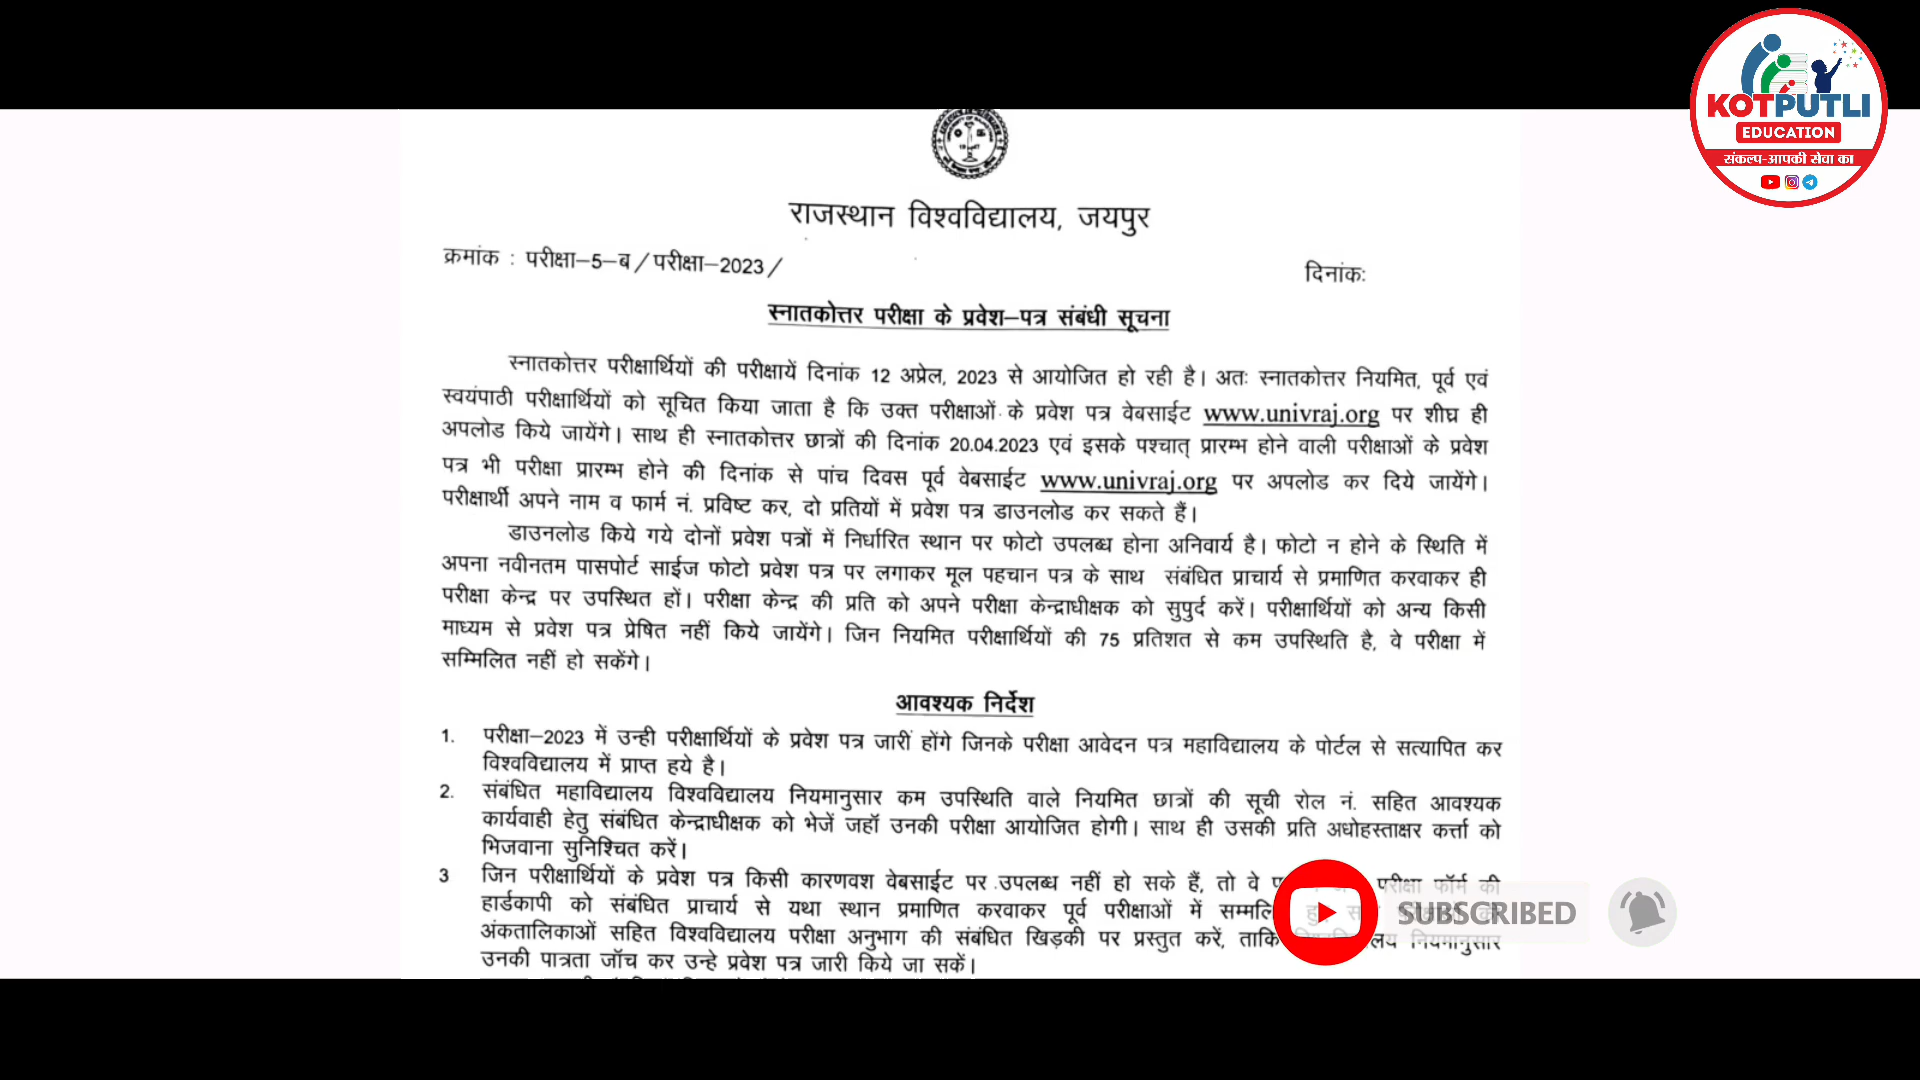 KOTPUTLI
EDUCATION
संकल्प-आपकी सेवा का
राजस्थान विश्वविद्यालय, जयपुर
क्रमांक : परीक्षा–5–ब/परीक्षा–2023/
दिनांकः
स्नातकोत्तर परीक्षा के प्रवेश–पत्र संबंधी सूचना
स्नातकोत्तर परीक्षार्थियों की परीक्षायें दिनांक 12 अप्रेल, 2023 से आयोजित हो रही है। अतः स्नातकोत्तर नियमित, पूर्व एवं
स्वयंपाठी परीक्षार्थियों को सूचित किया जाता है कि उक्त परीक्षाओं के प्रवेश पत्र वेबसाईट www.univraj.org पर शीघ्र ही
अपलोड किये जायेंगे। साथ ही स्नातकोत्तर छात्रों की दिनांक 20.04.2023 एवं इसके पश्चात् प्रारम्भ होने वाली परीक्षाओं के प्रवेश
पत्र भी परीक्षा प्रारम्भ होने की दिनांक से पांच दिवस पूर्व वेबसाईट www.univraj.org पर अपलोड कर दिये जायेंगे।
परीक्षार्थी अपने नाम व फार्म नं. प्रविष्ट कर, दो प्रतियों में प्रवेश पत्र डाउनलोड कर सकते हैं।
डाउनलोड किये गये दोनों प्रवेश पत्रों में निर्धारित स्थान पर फोटो उपलब्ध होना अनिवार्य है। फोटो न होने के स्थिति में
अपना नवीनतम पासपोर्ट साईज फोटो प्रवेश पत्र पर लगाकर मूल पहचान पत्र के साथ संबंधित प्राचार्य से प्रमाणित करवाकर ही
परीक्षा केन्द्र पर उपस्थित हों। परीक्षा केन्द्र की प्रति को अपने परीक्षा केन्द्राधीक्षक को सुपुर्द करें। परीक्षार्थियों को अन्य किसी
माध्यम से प्रवेश पत्र प्रेषित नहीं किये जायेंगे। जिन नियमित परीक्षार्थियों की 75 प्रतिशत से कम उपस्थिति है, वे परीक्षा में
सम्मिलित नहीं हो सकेंगे।
आवश्यक निर्देश
1. परीक्षा–2023 में उन्ही परीक्षार्थियों के प्रवेश पत्र जारी होंगे जिनके परीक्षा आवेदन पत्र महाविद्यालय के पोर्टल से सत्यापित कर
विश्वविद्यालय में प्राप्त हये है।
2. संबंधित महाविद्यालय विश्वविद्यालय नियमानुसार कम उपस्थिति वाले नियमित छात्रों की सूची रोल नं. सहित आवश्यक
कार्यवाही हेतु संबंधित केन्द्राधीक्षक को भेजें जहॉ उनकी परीक्षा आयोजित होगी। साथ ही उसकी प्रति अधोहस्ताक्षर कर्त्ता को
भिजवाना सुनिश्चित करें।
3 जिन परीक्षार्थियों के प्रवेश पत्र किसी कारणवश वेबसाईट पर उपलब्ध नहीं हो सके हैं, तो वे परीक्षा फॉर्म की
हार्डकापी को संबंधित प्राचार्य से यथा स्थान प्रमाणित करवाकर पूर्व परीक्षाओं में
अंकतालिकाओं सहित विश्वविद्यालय परीक्षा अनुभाग की संबंधित खिड़की पर प्रस्तुत करें, ताकि नियमानुसार
उनकी पात्रता जॉच कर उन्हे प्रवेश पत्र जारी किये जा सकें।
SUBSCRIBED